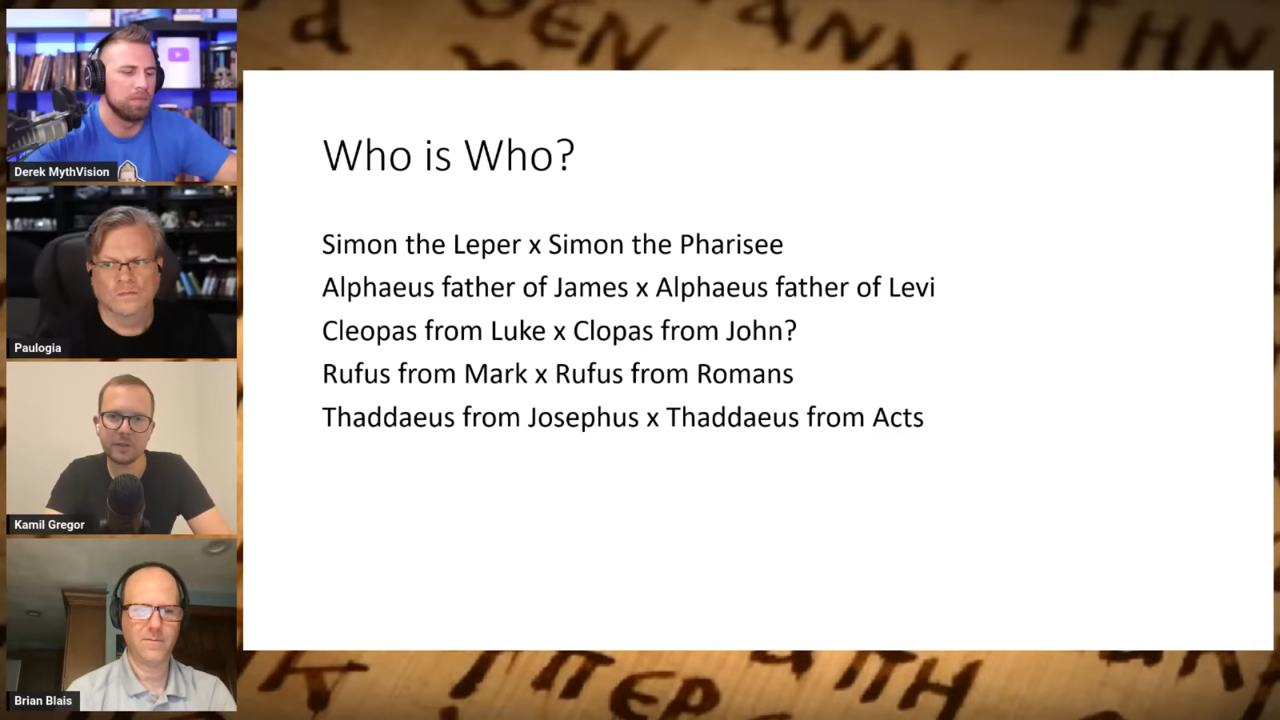 Derek MythVision
Paulogia
Kamil Gregor
Brian Blais
Who is Who?
Simon the Leper x Simon the Pharisee
Alphaeus father of James x Alphaeus father of Levi
Cleopas from Luke x Clopas from John?
Rufus from Mark x Rufus from Romans
Thaddaeus from Josephus x Thaddaeus from Acts